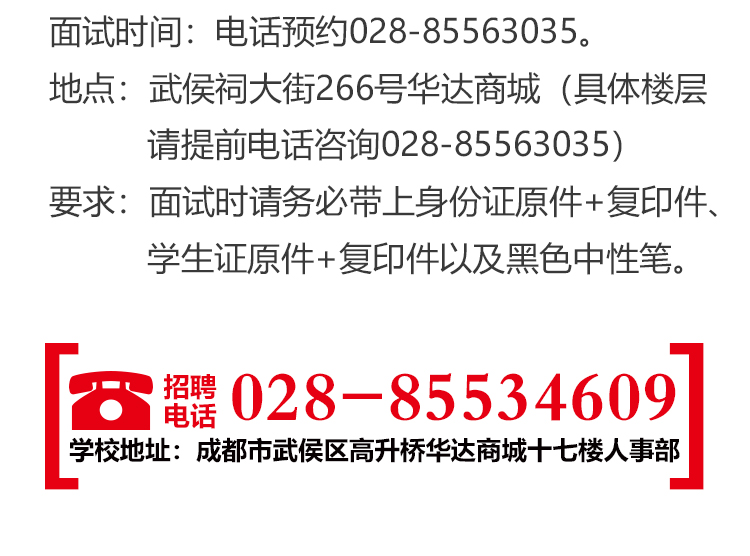 面试时间：电话预约028-85563035。
地点：武侯祠大街266号华达商城（具体楼层
请提前电话咨询028-85563035）
要求：面试时请务必带上身份证原件+复印件、
学生证原件+复印件以及黑色中性笔。
招聘电话 028-85534609
学校地址：成都市武侯区高升桥华达商城十七楼人事部